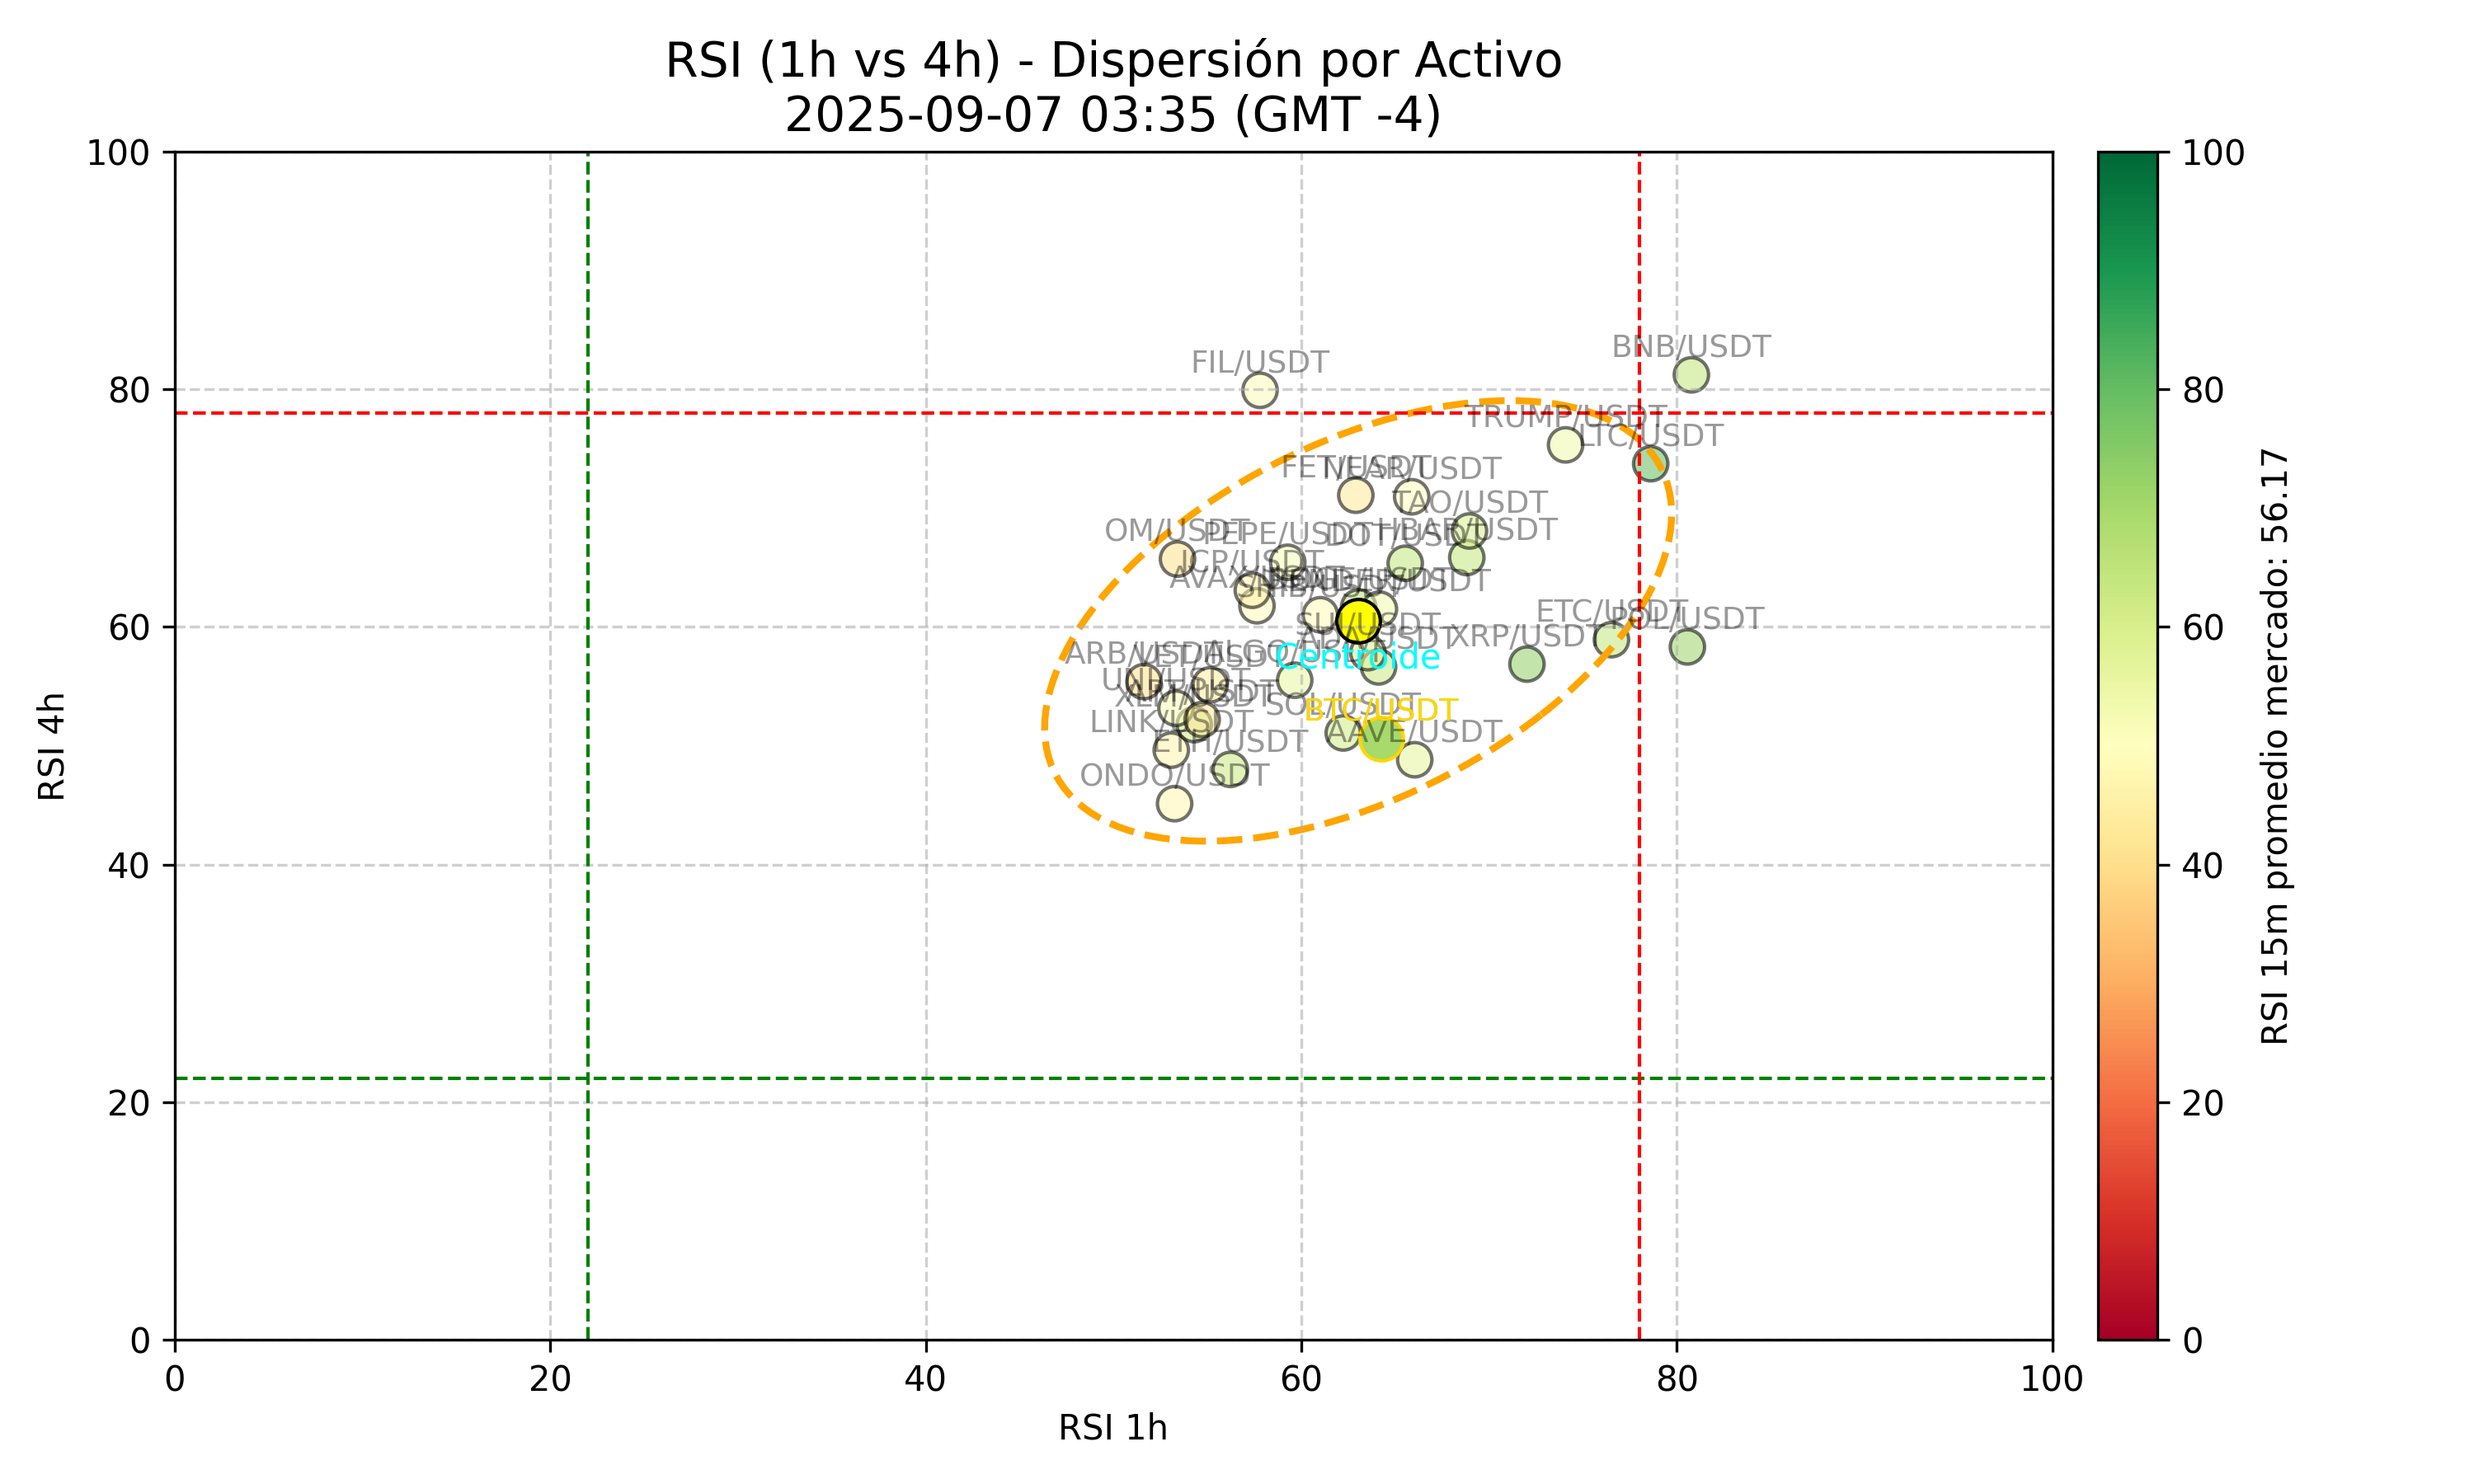 RSI (1h vs 4h) - Dispersión por Activo
2025-09-07 03:35 (GMT -4)
100
80
60
40
20
0
0
20
40
60
80
100
RSI 4h
RSI 1h
BNB/USDT
FIL/USDT
TRUMP/USDT
LTC/USDT
FET/USDT
NEAR/USDT
TAO/USDT
OM/USDT
PEPE/USDT
DOT/USDT
HBAR/USDT
ICP/USDT
AVAX/USDT
SHIB/USDT
ETC/USDT
POL/USDT
SUI/USDT
ADA/USDT
XRP/USDT
Centroide
ARB/USDT
VET/USDT
ALGO/USDT
UNI/USDT
XLM/USDT
APT/USDT
SOL/USDT
BTC/USDT
LINK/USDT
AAVE/USDT
ETH/USDT
ONDO/USDT
100
80
60
40
20
0
RSI 15m promedio mercado: 56.17